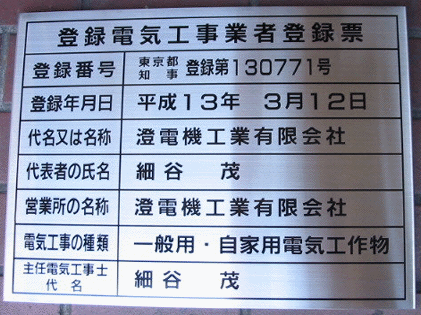 登録電気工事業者登録票
登録番号 東京都知事 登録第130771号
登録年月日 平成13年 3月12日
代名又は名称 澄電機工業有限会社
代表者の氏名 細谷 茂
営業所の名称 澄電機工業有限会社
電気工事の種類 一般用・自家用電気工作物
主任電気工事士代名 細谷 茂